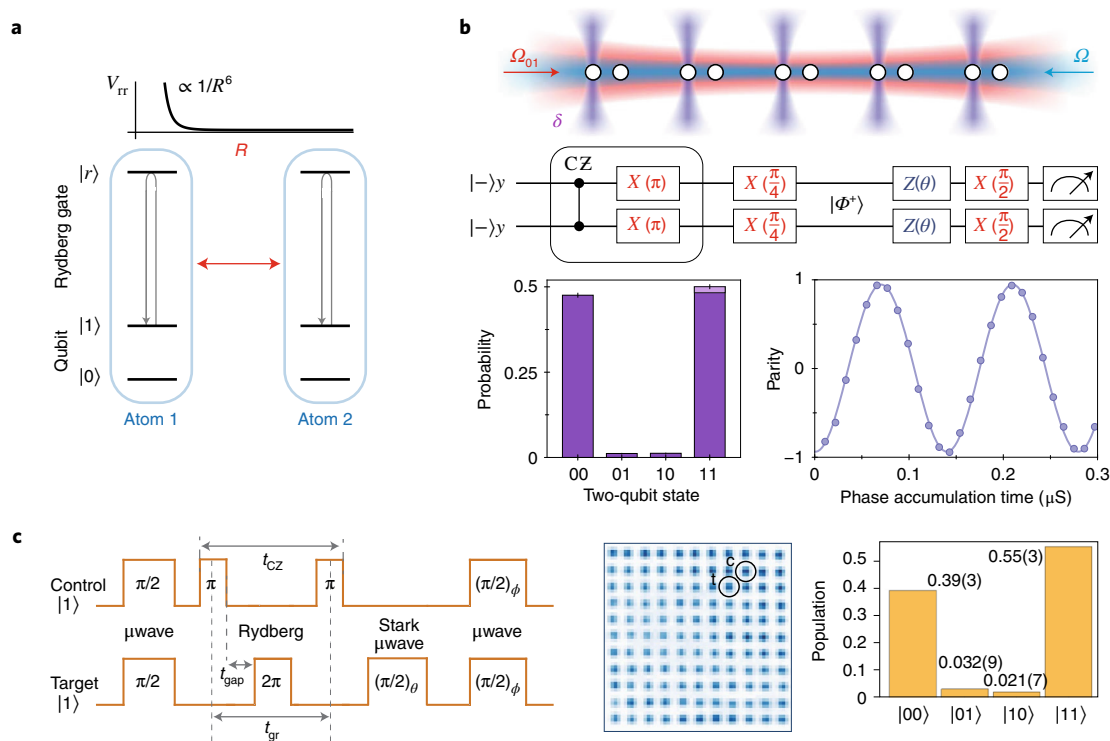 a
V_rr
∝ 1/R⁶
R
|r⟩
|1⟩
|0⟩
Rydberg gate
Qubit
Atom 1
Atom 2
b
Ω₀₁
Ω
δ
CZ
|−⟩y
X(π)
X(π/4)
Z(θ)
X(π/2)
|Φ⁺⟩
|−⟩y
X(π)
X(π/4)
Z(θ)
X(π/2)
Probability
0.5
0.25
0
00
01
10
11
Two-qubit state
Parity
1
0
−1
0
0.1
0.2
0.3
Phase accumulation time (μS)
c
Control
|1⟩
π/2
π
t_CZ
π
(π/2)_ϕ
μwave
Rydberg
Stark
μwave
μwave
Target
|1⟩
π/2
t_gap
2π
(π/2)_θ
(π/2)_ϕ
t_gr
c
t
Population
0.5
0.4
0.3
0.2
0.1
0
0.39(3)
0.032(9)
0.021(7)
0.55(3)
|00⟩
|01⟩
|10⟩
|11⟩